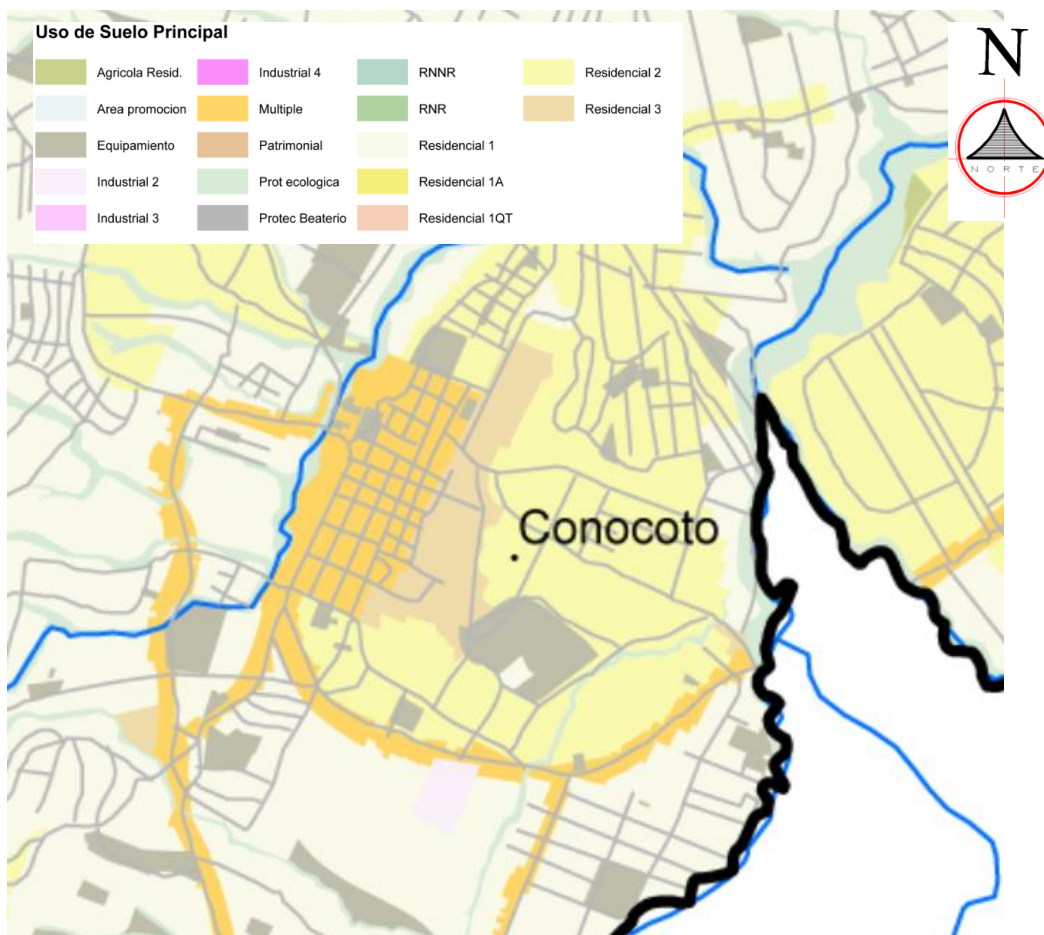 Uso de Suelo Principal
Agricola Resid.
Area promocion
Equipamiento
Industrial 2
Industrial 3
Industrial 4
Multiple
Patrimonial
Prot ecologica
Protec Beaterio
RNNR
RNR
Residencial 1
Residencial 1A
Residencial 1QT
Residencial 2
Residencial 3
N
NORTE
Conocoto